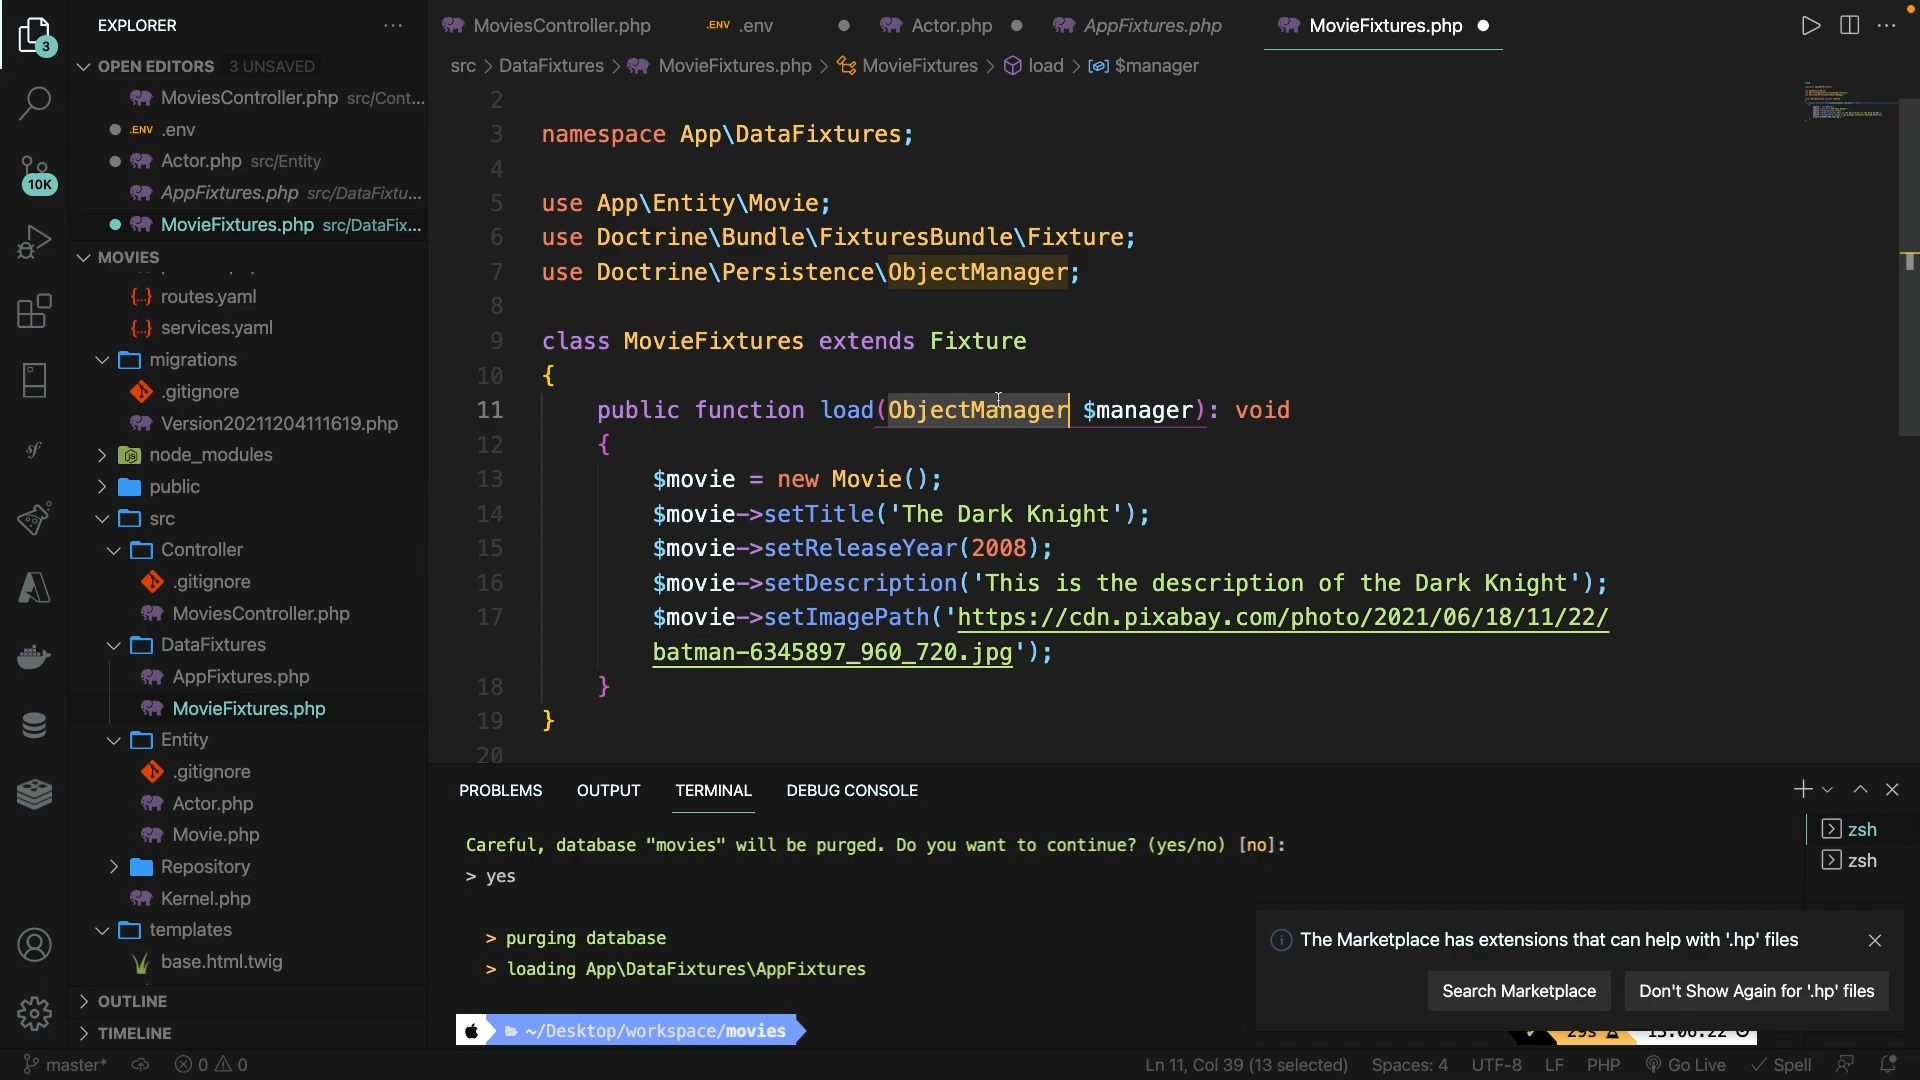 EXPLORER
OPEN EDITORS 3 UNSAVED
MoviesController.php src/Cont...
.ENV .env
Actor.php src/Entity
AppFixtures.php src/DataFixtu...
MovieFixtures.php src/DataFix...
MOVIES
routes.yaml
services.yaml
migrations
.gitignore
Version20211204111619.php
node_modules
public
src
Controller
.gitignore
MoviesController.php
DataFixtures
AppFixtures.php
MovieFixtures.php
Entity
.gitignore
Actor.php
Movie.php
Repository
Kernel.php
templates
base.html.twig
OUTLINE
TIMELINE
3
10K
MoviesController.php .ENV .env Actor.php AppFixtures.php MovieFixtures.php
src > DataFixtures > MovieFixtures.php > MovieFixtures > load > $manager
2
3 namespace App\DataFixtures;
4
5 use App\Entity\Movie;
6 use Doctrine\Bundle\FixturesBundle\Fixture;
7 use Doctrine\Persistence\ObjectManager;
8
9 class MovieFixtures extends Fixture
10 {
11 public function load(ObjectManager $manager): void
12 {
13 $movie = new Movie();
14 $movie->setTitle('The Dark Knight');
15 $movie->setReleaseYear(2008);
16 $movie->setDescription('This is the description of the Dark Knight');
17 $movie->setImagePath('https://cdn.pixabay.com/photo/2021/06/18/11/22/
batman-6345897_960_720.jpg');
18 }
19 }
20
PROBLEMS OUTPUT TERMINAL DEBUG CONSOLE
Careful, database "movies" will be purged. Do you want to continue? (yes/no) [no]:
> yes
> purging database
> loading App\DataFixtures\AppFixtures
~/Desktop/workspace/movies
zsh
zsh
The Marketplace has extensions that can help with '.hp' files
Search Marketplace Don't Show Again for '.hp' files
master* 0 0 Ln 11, Col 39 (13 selected) Spaces: 4 UTF-8 LF PHP Go Live Spell